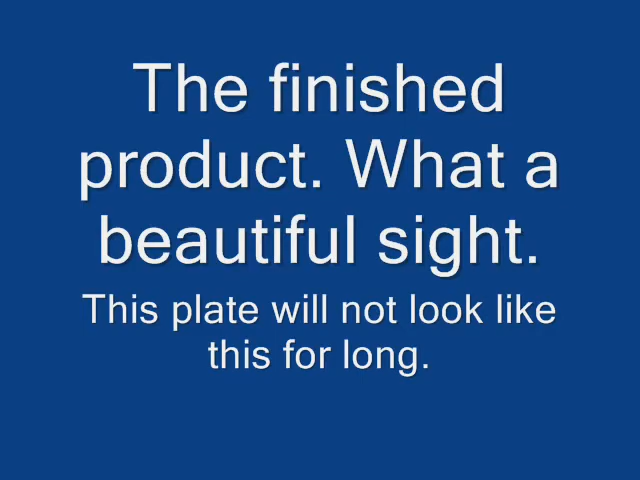 The finished
product. What a
beautiful sight.
This plate will not look like
this for long.